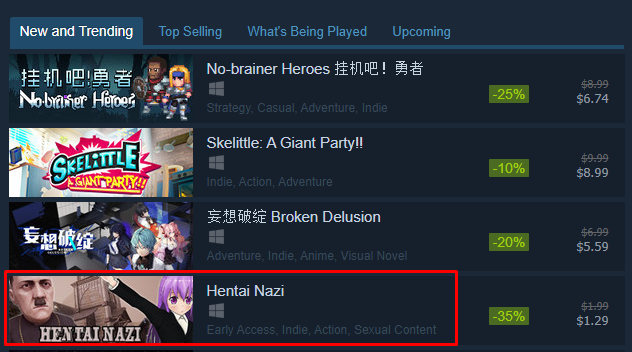 New and Trending Top Selling What's Being Played Upcoming
挂机吧!勇者
No-brainer Heroes
No-brainer Heroes 挂机吧！勇者
Strategy, Casual, Adventure, Indie
-25%
$8.99
$6.74
SKELITTLE
A GIANT PARTY!!
Skelittle: A Giant Party!!
Indie, Action, Adventure
-10%
$9.99
$8.99
妄想破绽
妄想破绽 Broken Delusion
Adventure, Indie, Anime, Visual Novel
-20%
$6.99
$5.59
HENTAI NAZI
Hentai Nazi
Early Access, Indie, Action, Sexual Content
-35%
$1.99
$1.29